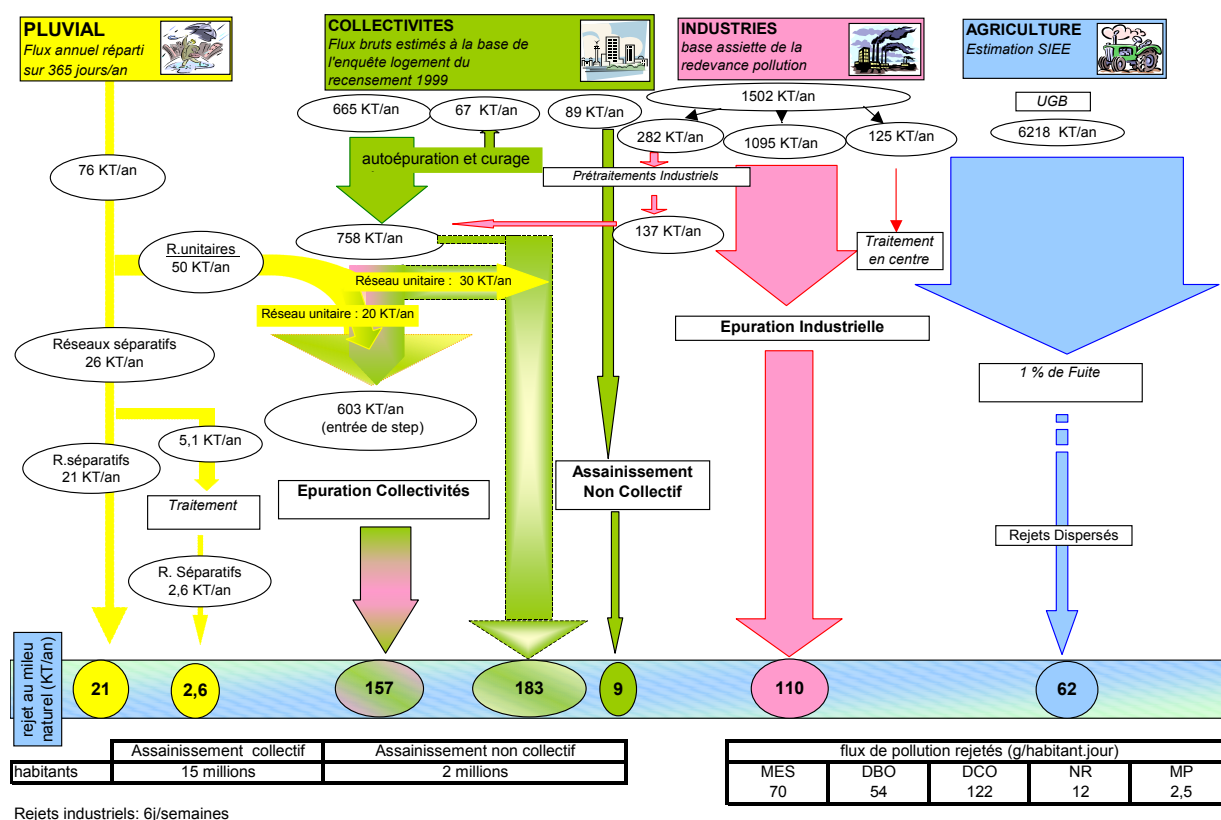 PLUVIAL
Flux annuel réparti
sur 365 jours/an
COLLECTIVITES
Flux bruts estimés à la base de
l'enquête logement du
recensement 1999
INDUSTRIES
base assiette de la
redevance pollution
AGRICULTURE
Estimation SIEE
665 KT/an
67 KT/an
89 KT/an
1502 KT/an
UGB
282 KT/an
1095 KT/an
125 KT/an
6218 KT/an
autoépuration et curage
76 KT/an
Prétraitements Industriels
758 KT/an
137 KT/an
R.unitaires
50 KT/an
Traitement
en centre
Réseau unitaire : 30 KT/an
Réseau unitaire : 20 KT/an
Epuration Industrielle
Réseaux séparatifs
26 KT/an
1 % de Fuite
603 KT/an
(entrée de step)
5,1 KT/an
R.séparatifs
21 KT/an
Assainissement
Non Collectif
Epuration Collectivités
Traitement
Rejets Dispersés
R. Séparatifs
2,6 KT/an
rejet au mileu
naturel (KT/an)
21
2,6
157
183
9
110
62
Assainissement collectif
Assainissement non collectif
habitants
15 millions
2 millions
flux de pollution rejetés (g/habitant.jour)
MES
DBO
DCO
NR
MP
70
54
122
12
2,5
Rejets industriels: 6j/semaines